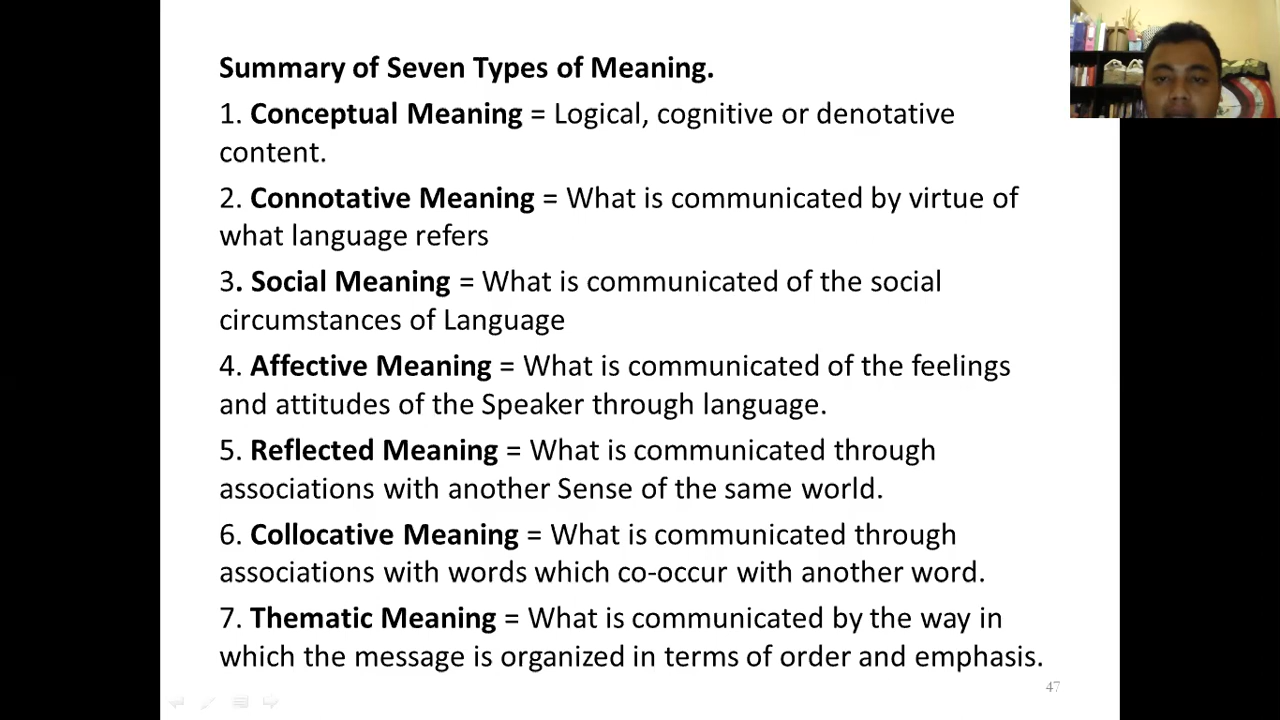 Summary of Seven Types of Meaning.
1. Conceptual Meaning = Logical, cognitive or denotative
content.
2. Connotative Meaning = What is communicated by virtue of
what language refers
3. Social Meaning = What is communicated of the social
circumstances of Language
4. Affective Meaning = What is communicated of the feelings
and attitudes of the Speaker through language.
5. Reflected Meaning = What is communicated through
associations with another Sense of the same world.
6. Collocative Meaning = What is communicated through
associations with words which co-occur with another word.
7. Thematic Meaning = What is communicated by the way in
which the message is organized in terms of order and emphasis.
47